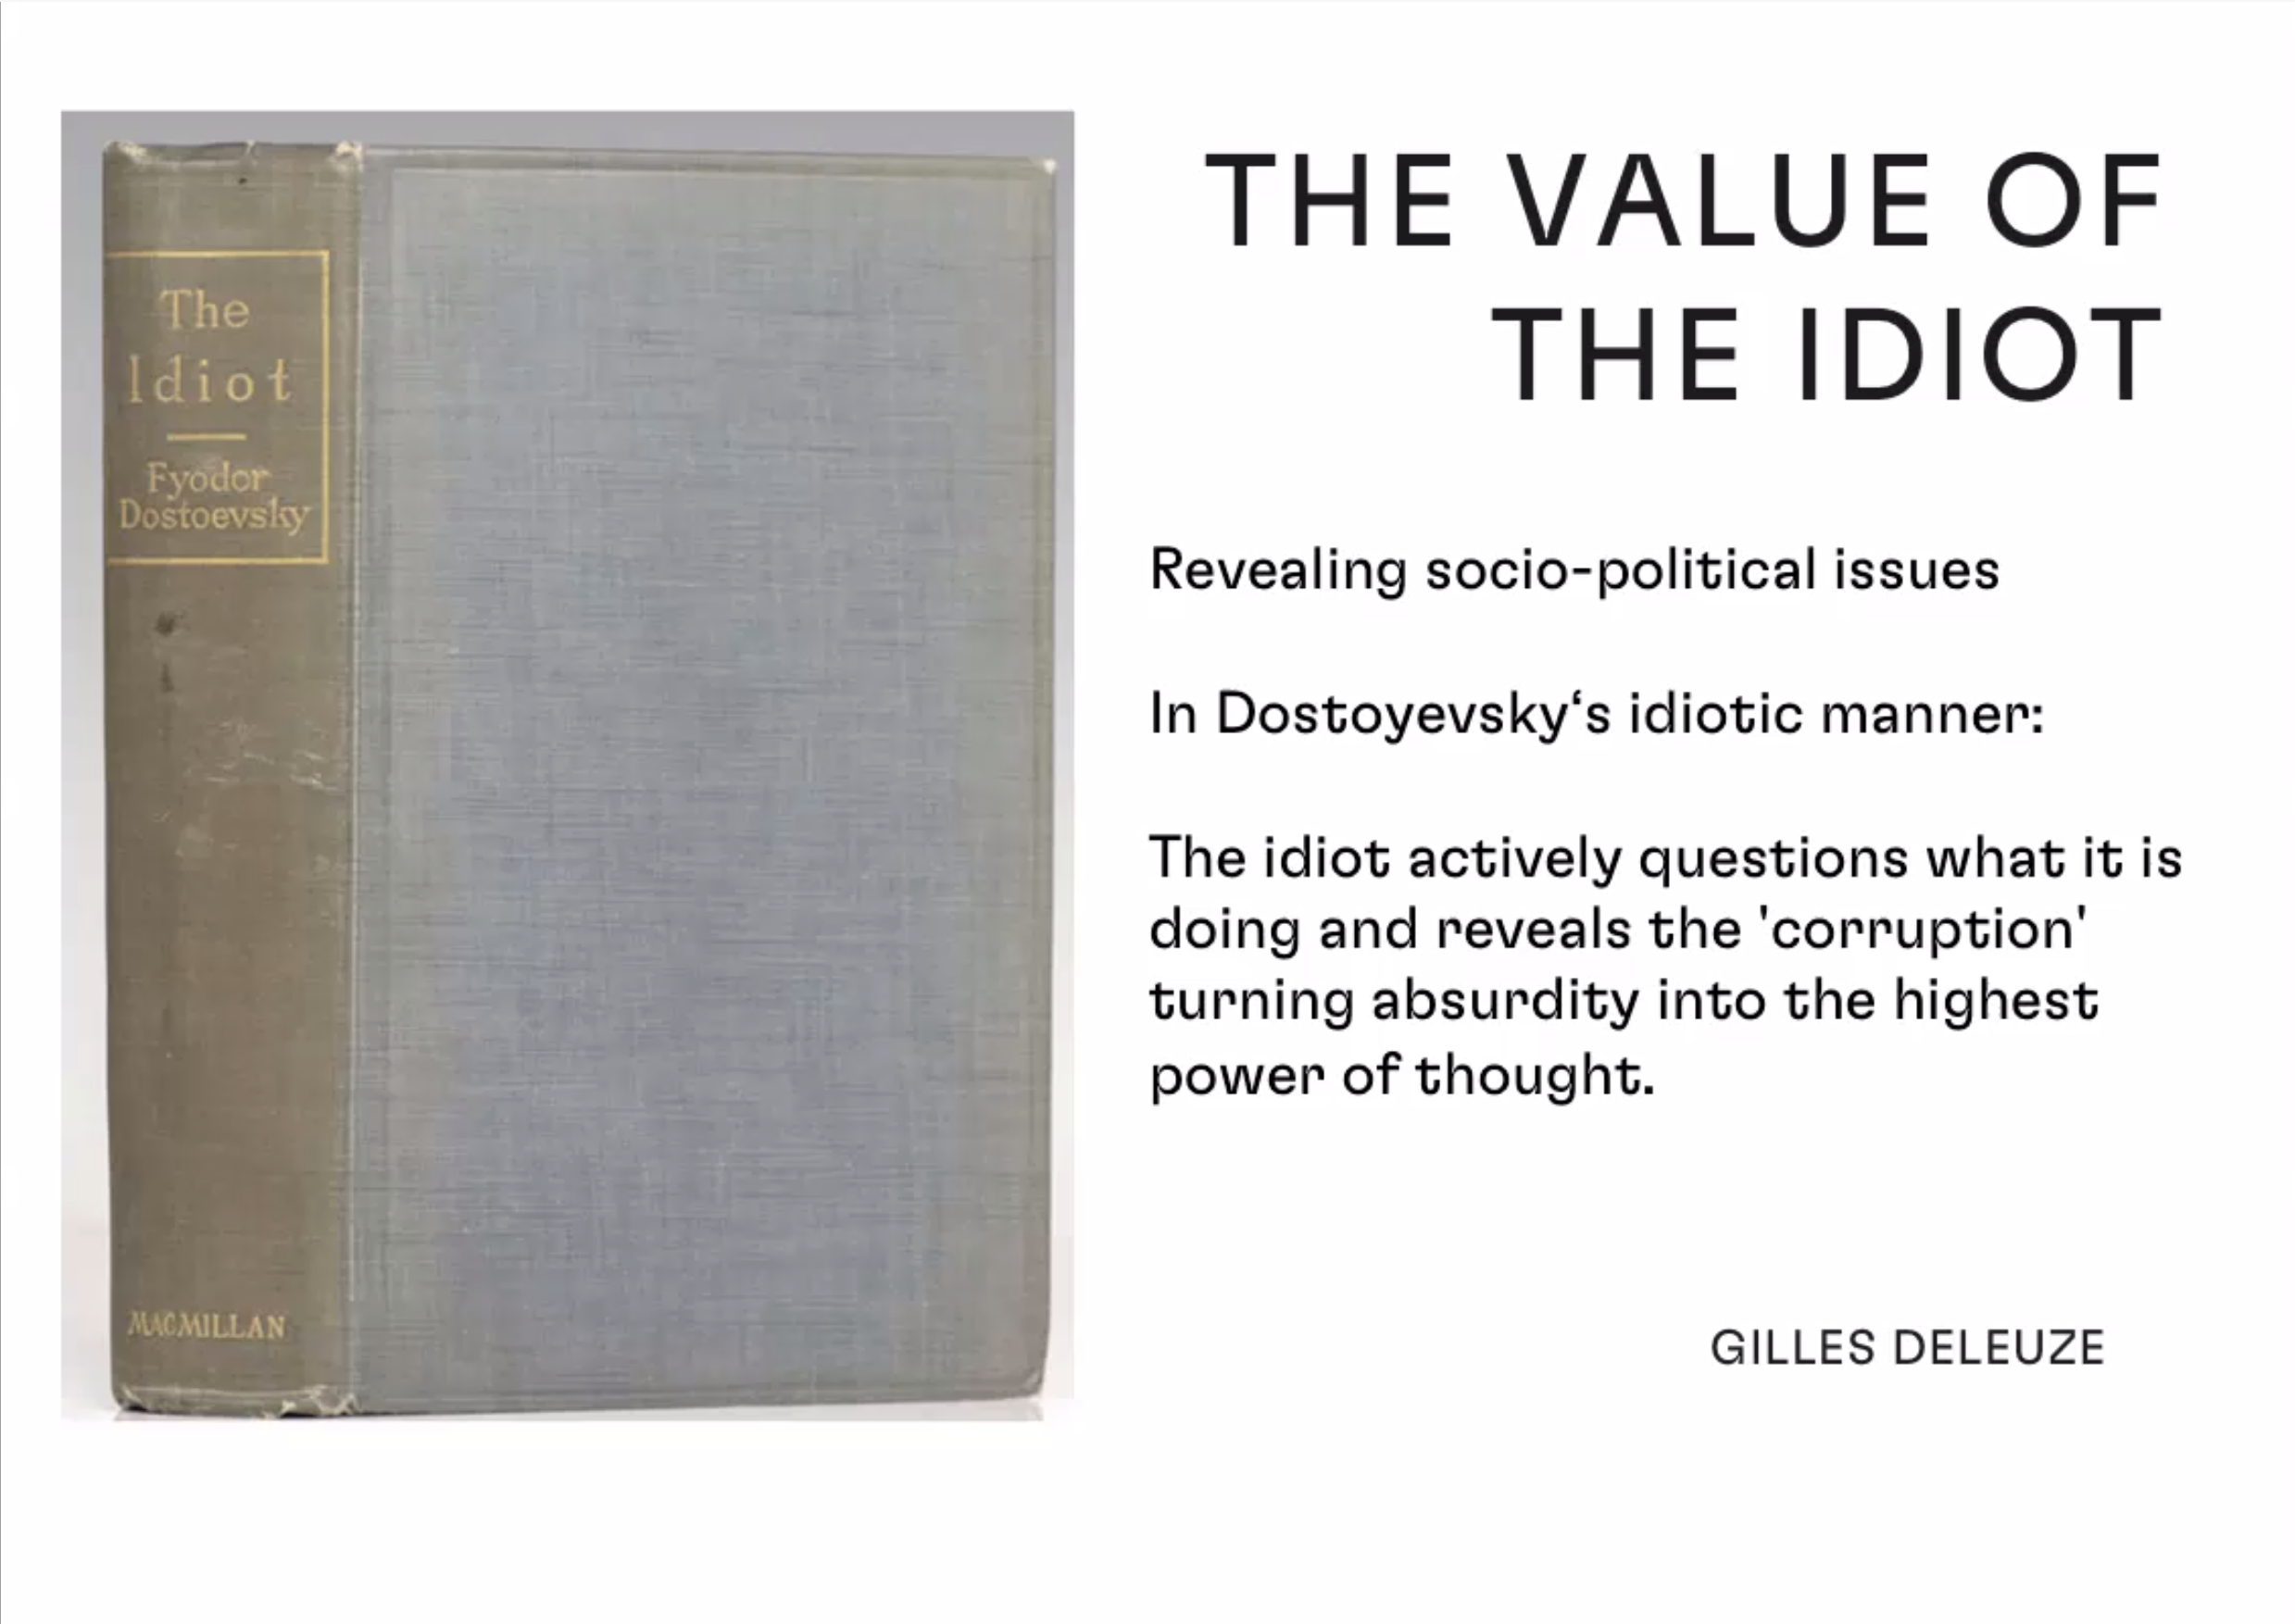 The
Idiot
Fyodor
Dostoevsky
MACMILLAN
THE VALUE OF
THE IDIOT
Revealing socio-political issues
In Dostoyevsky‘s idiotic manner:
The idiot actively questions what it is
doing and reveals the 'corruption'
turning absurdity into the highest
power of thought.
GILLES DELEUZE